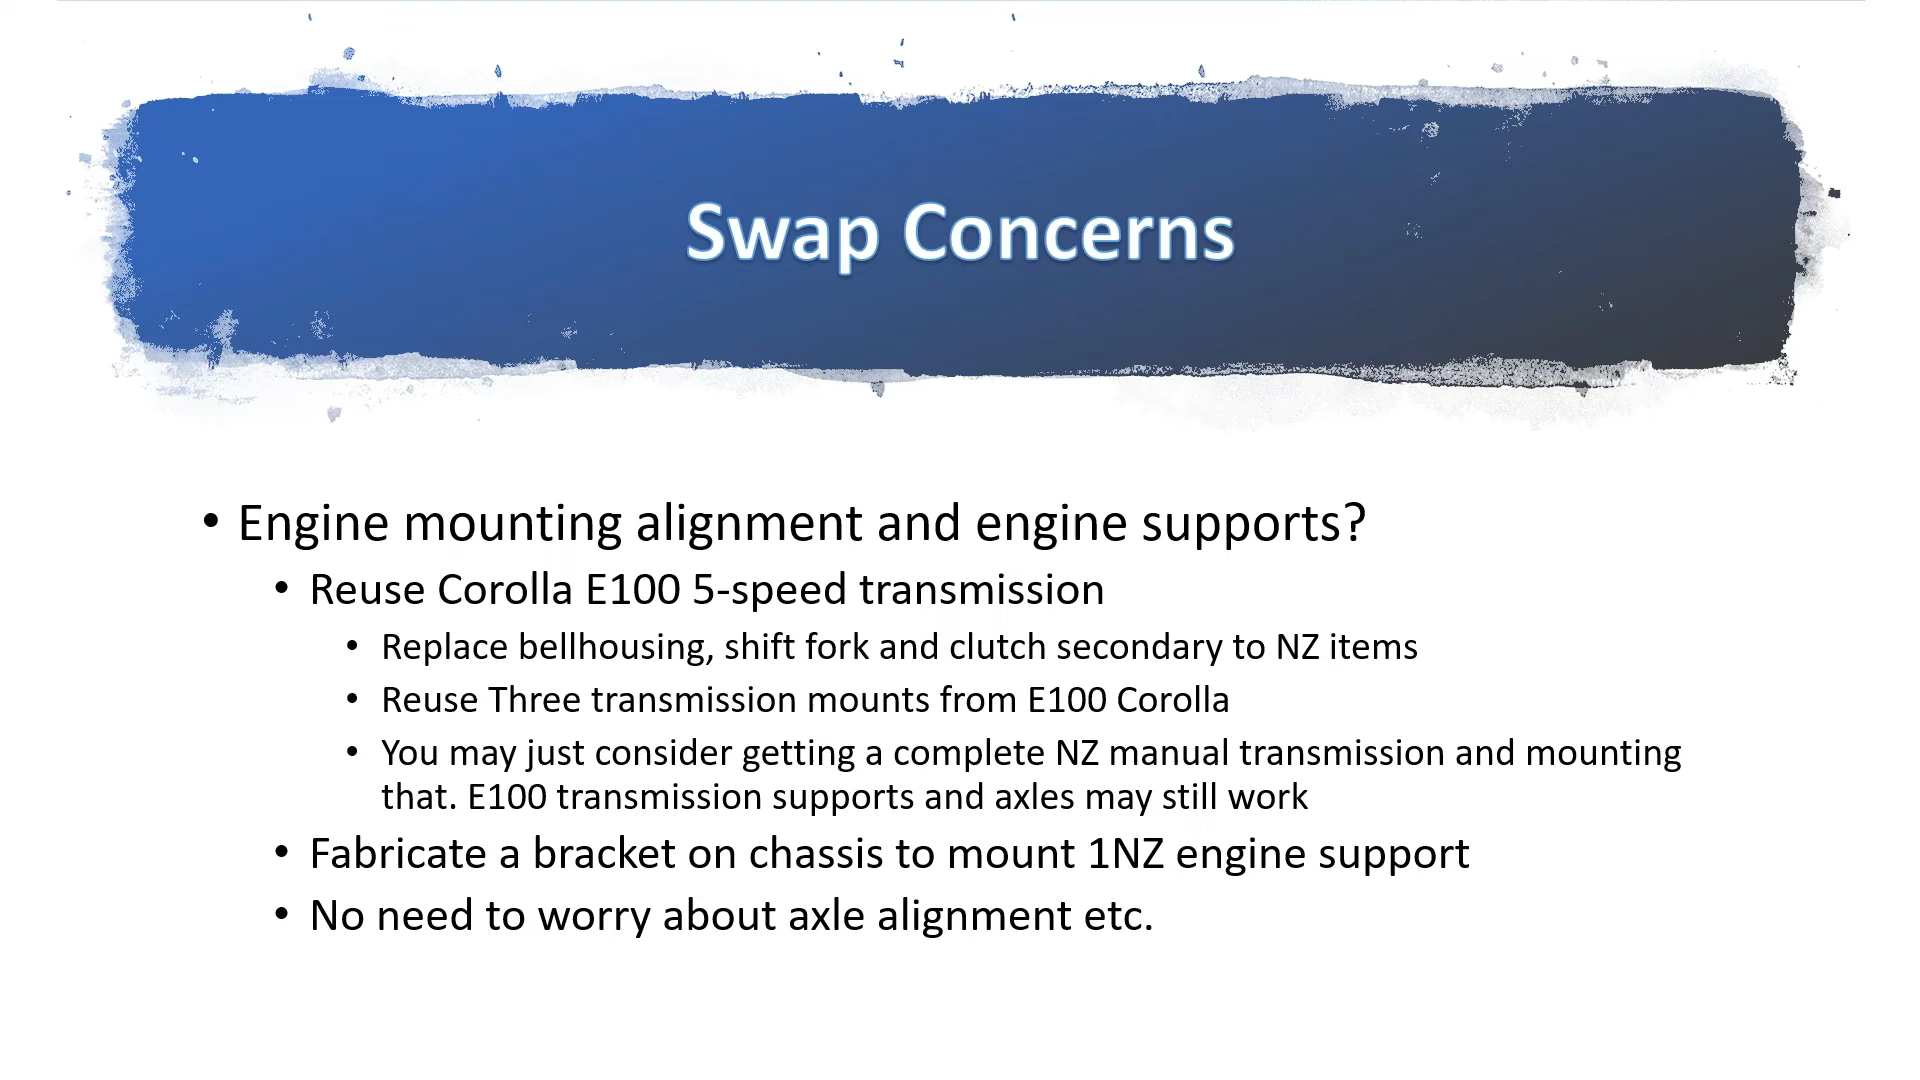 Swap Concerns
• Engine mounting alignment and engine supports?
• Reuse Corolla E100 5-speed transmission
• Replace bellhousing, shift fork and clutch secondary to NZ items
• Reuse Three transmission mounts from E100 Corolla
• You may just consider getting a complete NZ manual transmission and mounting
that. E100 transmission supports and axles may still work
• Fabricate a bracket on chassis to mount 1NZ engine support
• No need to worry about axle alignment etc.